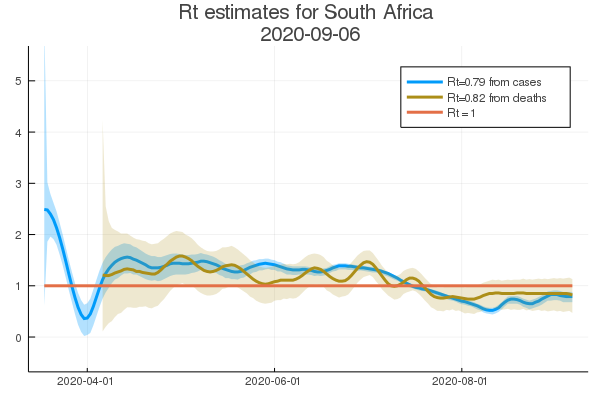 Rt estimates for South Africa
2020-09-06
Rt=0.79 from cases
Rt=0.82 from deaths
Rt = 1
5
4
3
2
1
0
2020-04-01
2020-06-01
2020-08-01